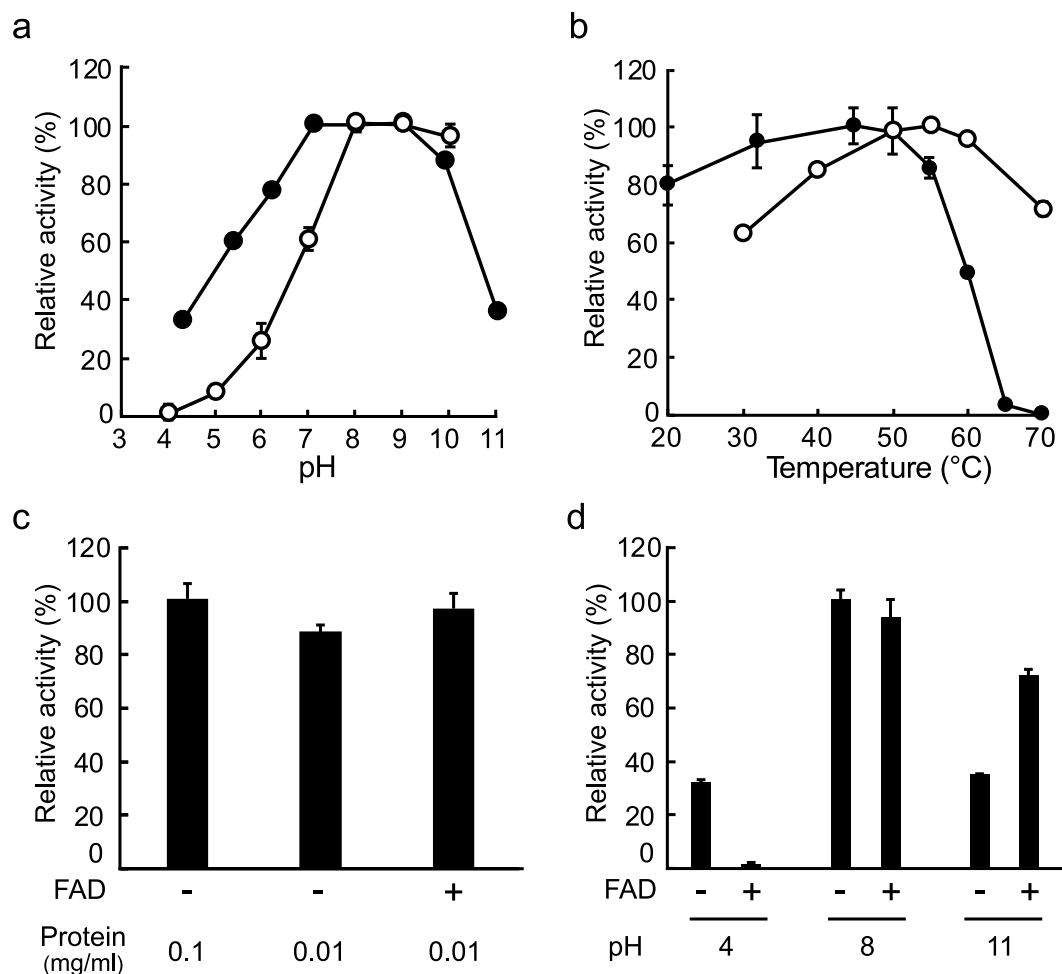 a
Relative activity (%)
120
100
80
60
40
20
0
3 4 5 6 7 8 9 10 11
pH
b
Relative activity (%)
120
100
80
60
40
20
0
20 30 40 50 60 70
Temperature (°C)
c
Relative activity (%)
120
100
80
60
40
20
0
FAD - - +
Protein
(mg/ml) 0.1 0.01 0.01
d
Relative activity (%)
120
100
80
60
40
20
0
FAD - + - + - +
pH 4 8 11